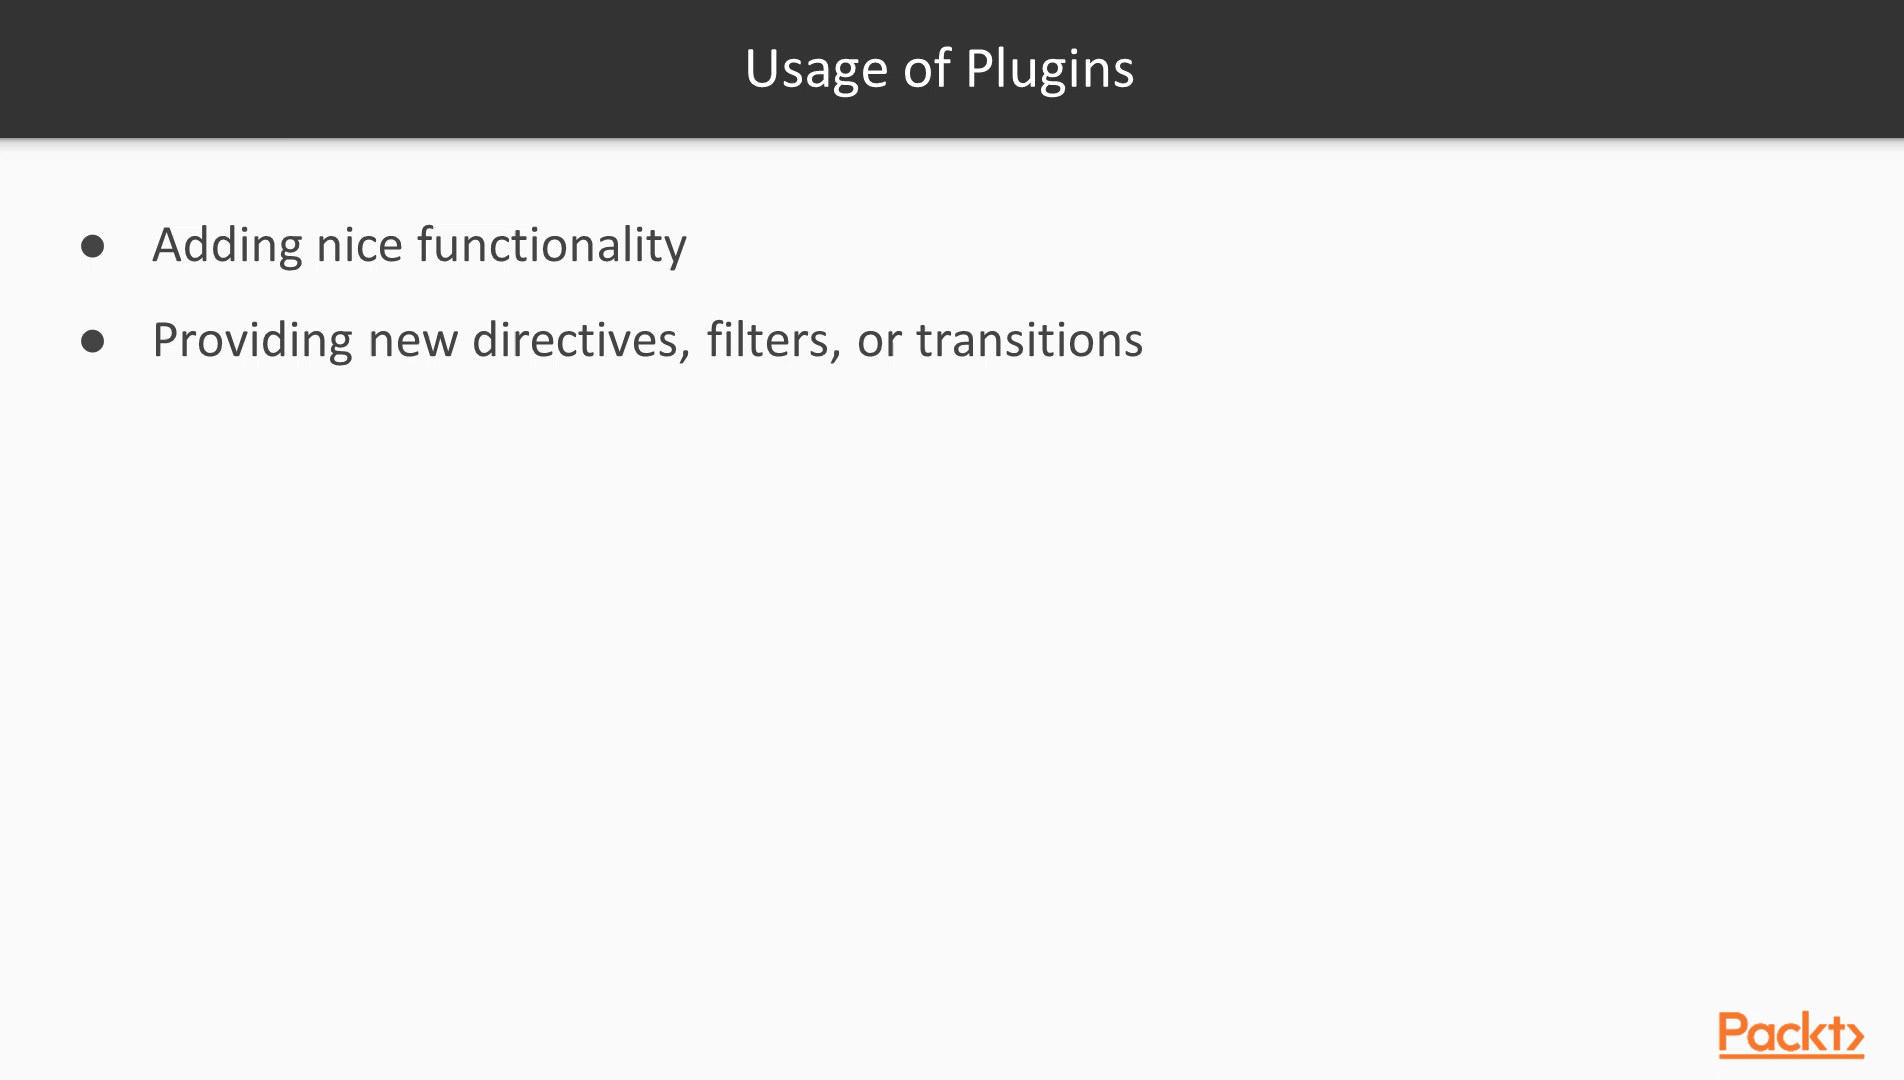 Usage of Plugins
● Adding nice functionality
● Providing new directives, filters, or transitions
Packt>